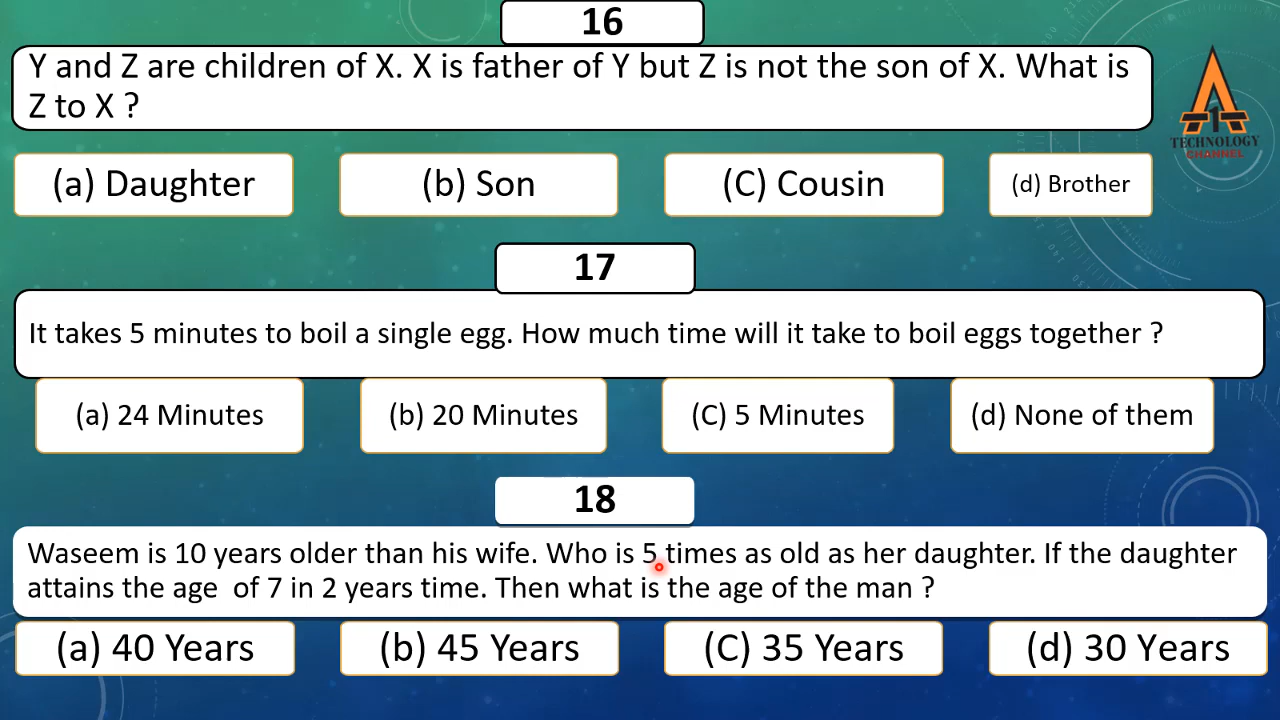 16
Y and Z are children of X. X is father of Y but Z is not the son of X. What is
Z to X ?
TECHNOLOGY
CHANNEL
(a) Daughter
(b) Son
(C) Cousin
(d) Brother
17
It takes 5 minutes to boil a single egg. How much time will it take to boil eggs together ?
(a) 24 Minutes
(b) 20 Minutes
(C) 5 Minutes
(d) None of them
18
Waseem is 10 years older than his wife. Who is 5 times as old as her daughter. If the daughter
attains the age of 7 in 2 years time. Then what is the age of the man ?
(a) 40 Years
(b) 45 Years
(C) 35 Years
(d) 30 Years